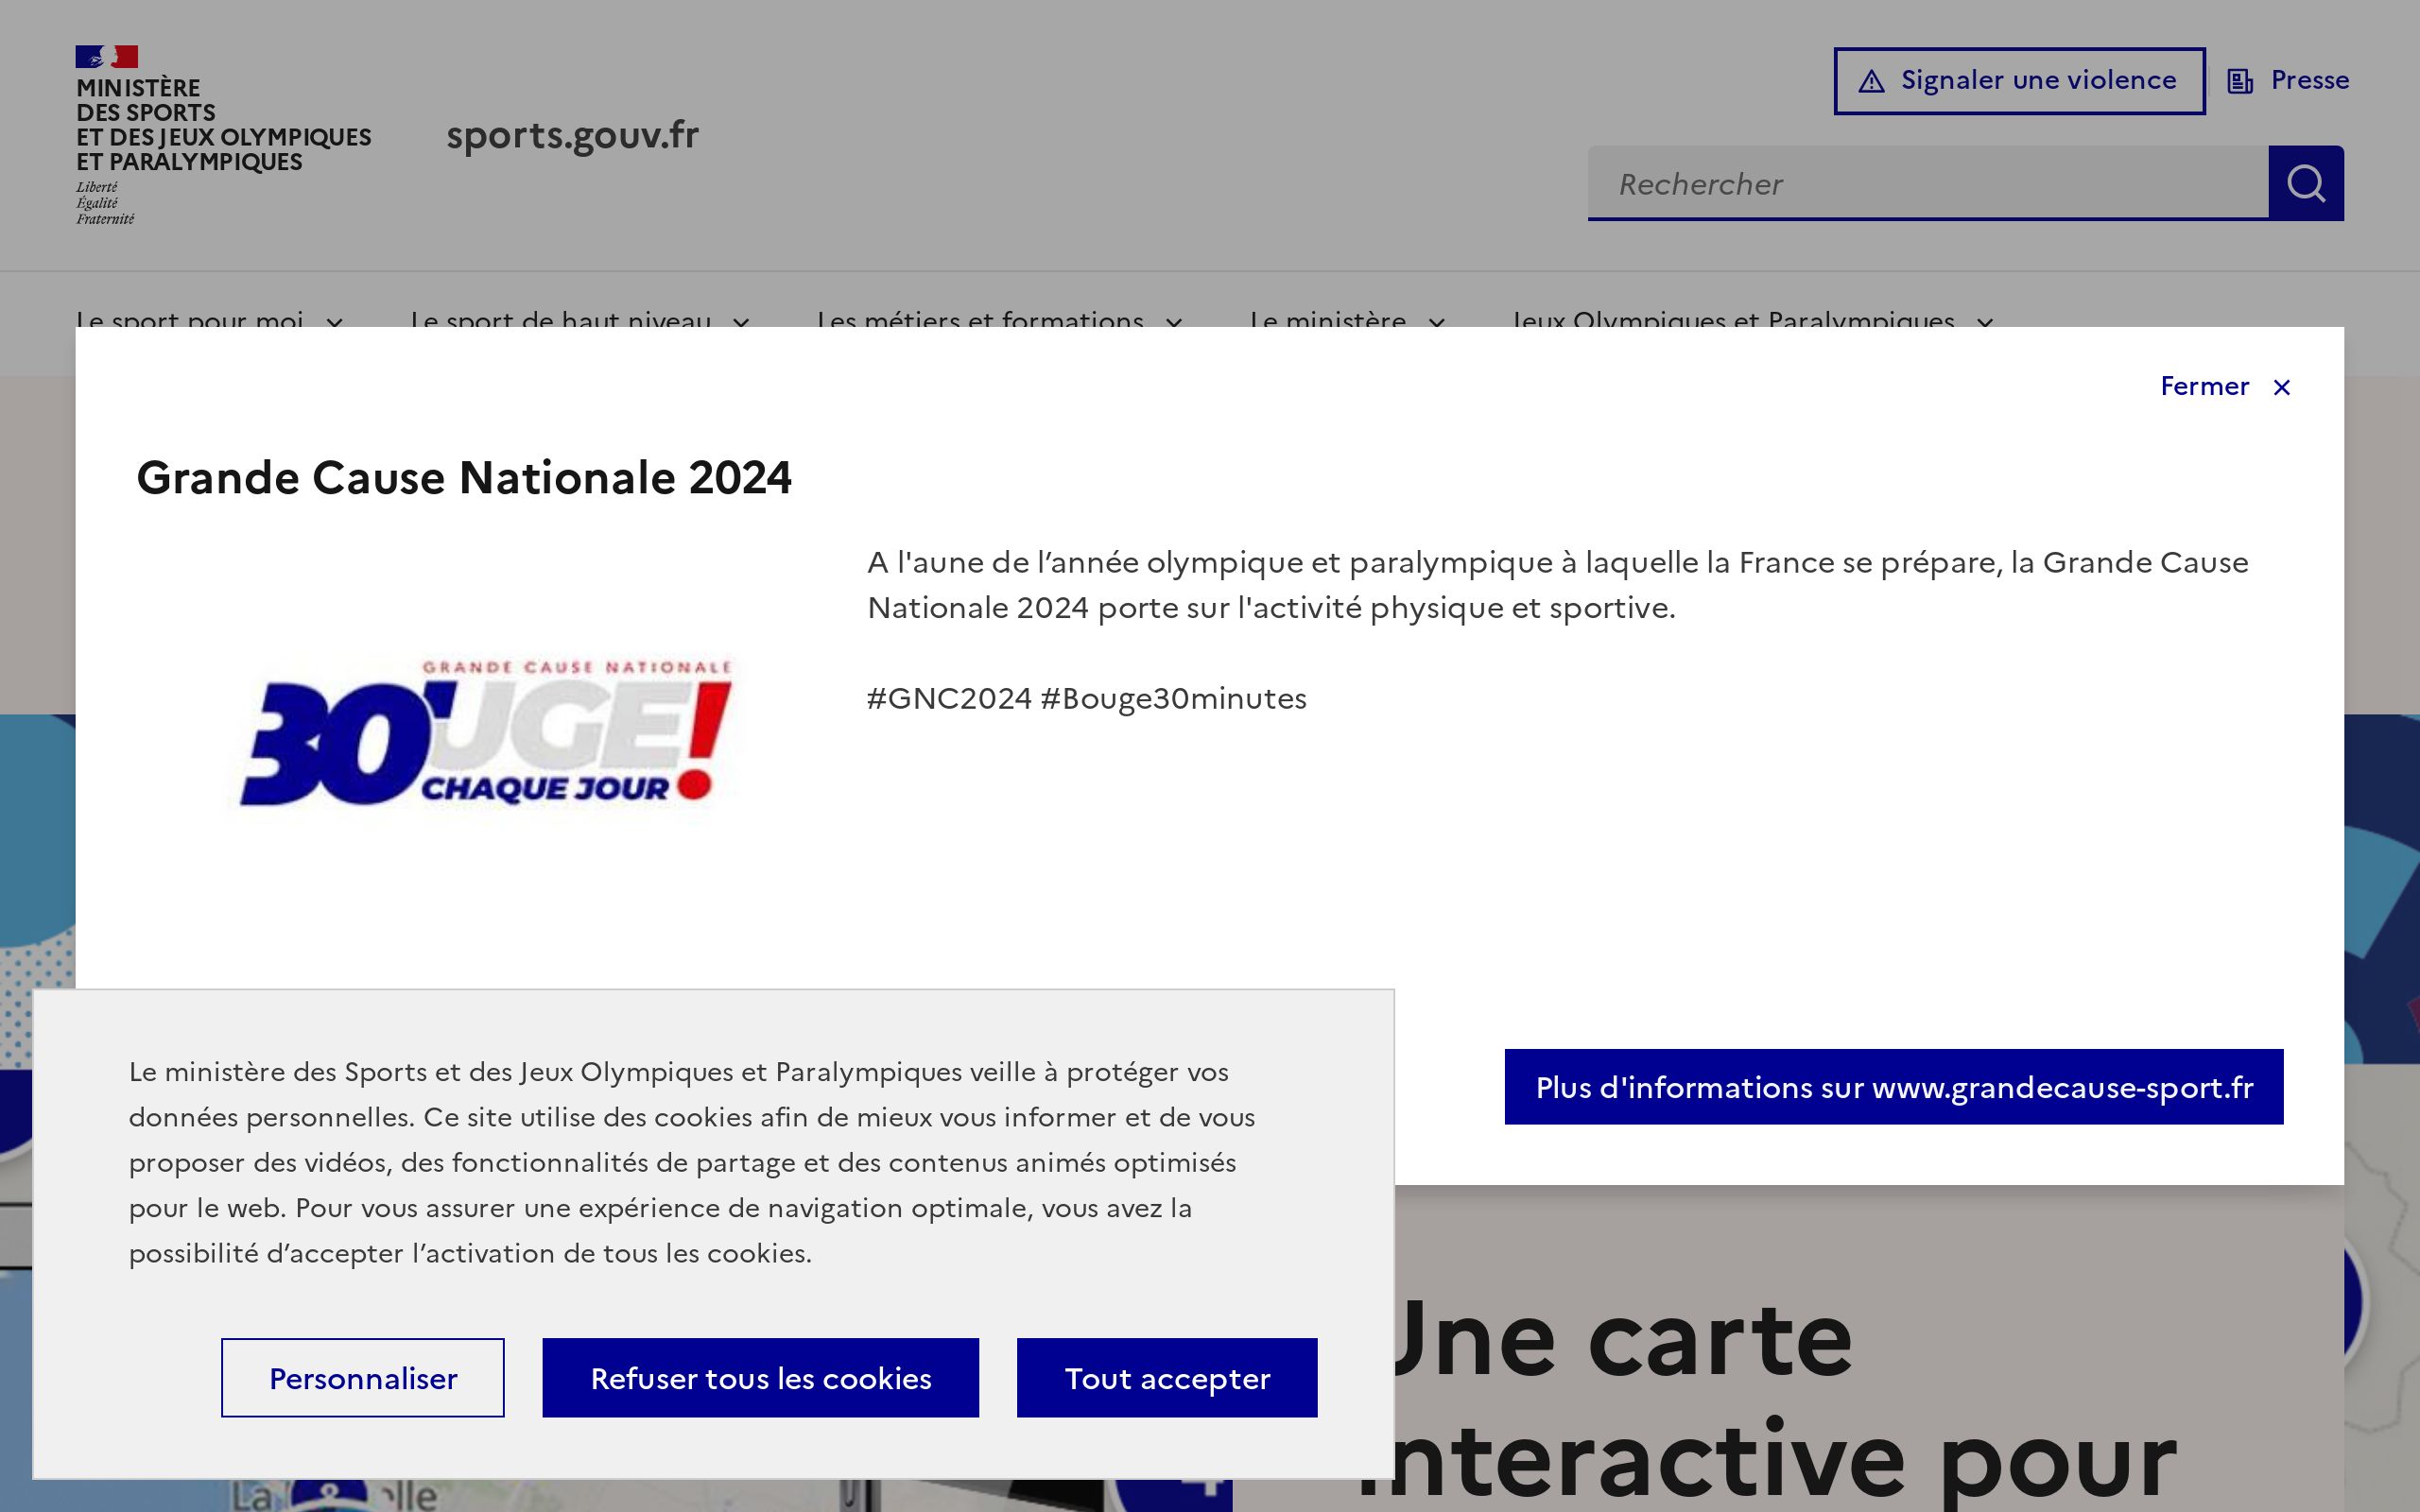 MINISTÈRE
DES SPORTS
ET DES JEUX OLYMPIQUES
ET PARALYMPIQUES
Liberté
Égalité
Fraternité
sports.gouv.fr
Signaler une violence
Presse
Rechercher
Le sport pour moi
Le sport de haut niveau
Les métiers et formations
Le ministère
Jeux Olympiques et Paralympiques
Fermer
Grande Cause Nationale 2024
A l'aune de l’année olympique et paralympique à laquelle la France se prépare, la Grande Cause
Nationale 2024 porte sur l'activité physique et sportive.
#GNC2024 #Bouge30minutes
GRANDE CAUSE NATIONALE
30'UGE!
CHAQUE JOUR
Plus d'informations sur www.grandecause-sport.fr
Le ministère des Sports et des Jeux Olympiques et Paralympiques veille à protéger vos
données personnelles. Ce site utilise des cookies afin de mieux vous informer et de vous
proposer des vidéos, des fonctionnalités de partage et des contenus animés optimisés
pour le web. Pour vous assurer une expérience de navigation optimale, vous avez la
possibilité d’accepter l’activation de tous les cookies.
Personnaliser
Refuser tous les cookies
Tout accepter
Une carte
interactive pour
La